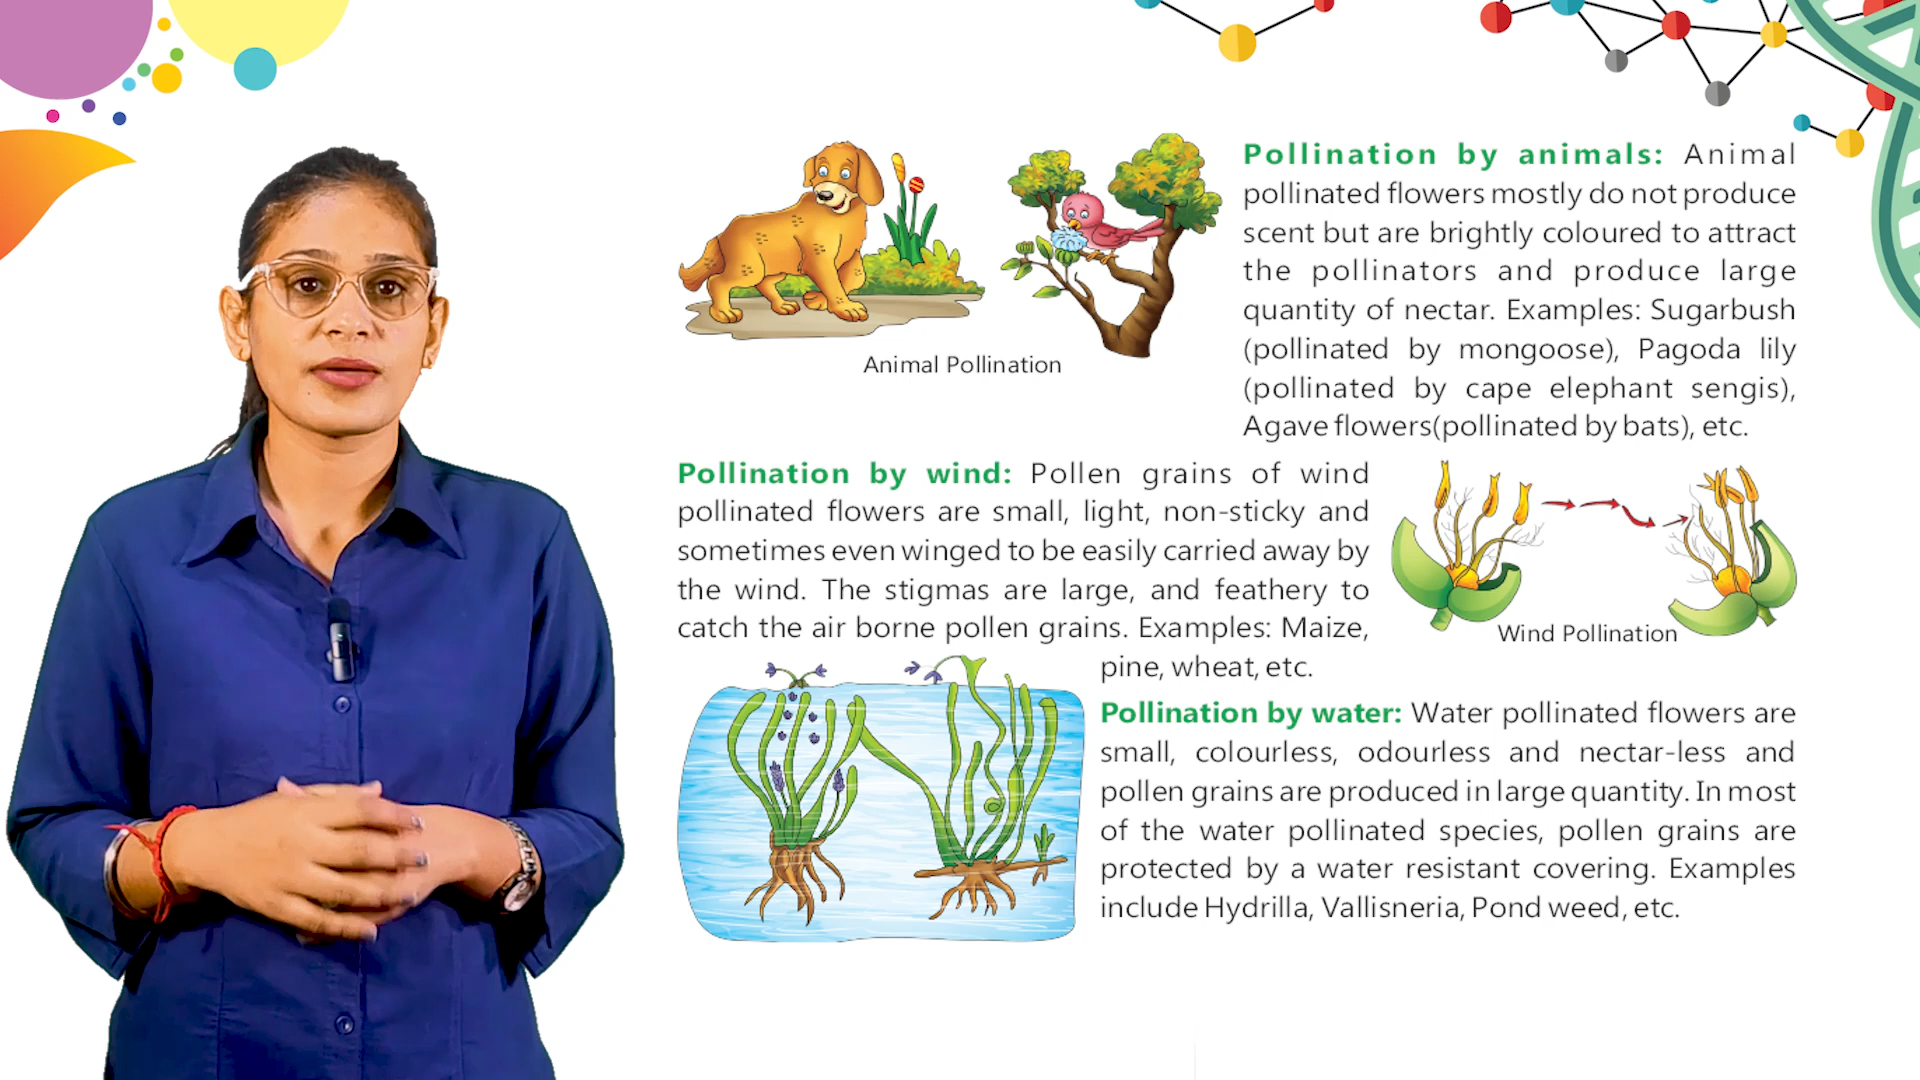 Pollination by animals: Animal
pollinated flowers mostly do not produce
scent but are brightly coloured to attract
the pollinators and produce large
quantity of nectar. Examples: Sugarbush
(pollinated by mongoose), Pagoda lily
(pollinated by cape elephant sengis),
Agave flowers(pollinated by bats), etc.
Animal Pollination
Pollination by wind: Pollen grains of wind
pollinated flowers are small, light, non-sticky and
sometimes even winged to be easily carried away by
the wind. The stigmas are large, and feathery to
catch the air borne pollen grains. Examples: Maize,
pine, wheat, etc.
Wind Pollination
Pollination by water: Water pollinated flowers are
small, colourless, odourless and nectar-less and
pollen grains are produced in large quantity. In most
of the water pollinated species, pollen grains are
protected by a water resistant covering. Examples
include Hydrilla, Vallisneria, Pond weed, etc.